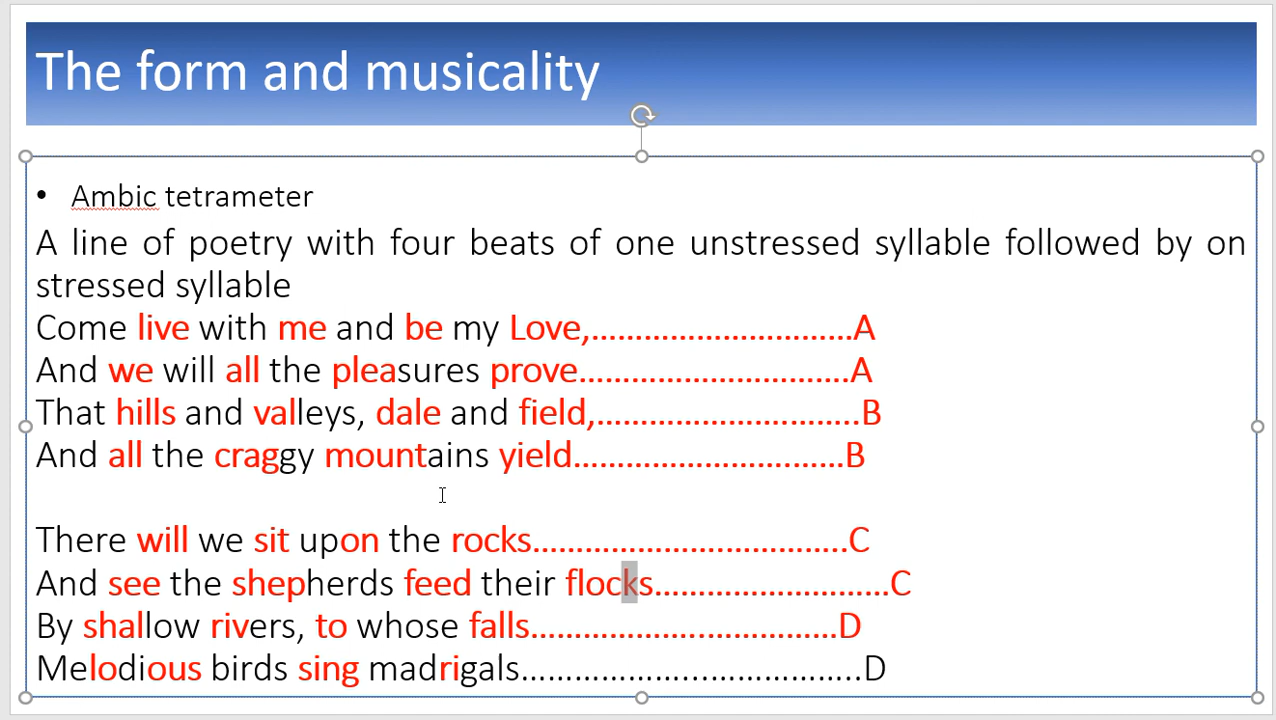 The form and musicality
• Ambic tetrameter
A line of poetry with four beats of one unstressed syllable followed by on
stressed syllable
Come live with me and be my Love,..............................A
And we will all the pleasures prove...............................A
That hills and valleys, dale and field,..............................B
And all the craggy mountains yield...............................B
There will we sit upon the rocks....................................C
And see the shepherds feed their flocks...........................C
By shallow rivers, to whose falls...................................D
Melodious birds sing madrigals.......................................D